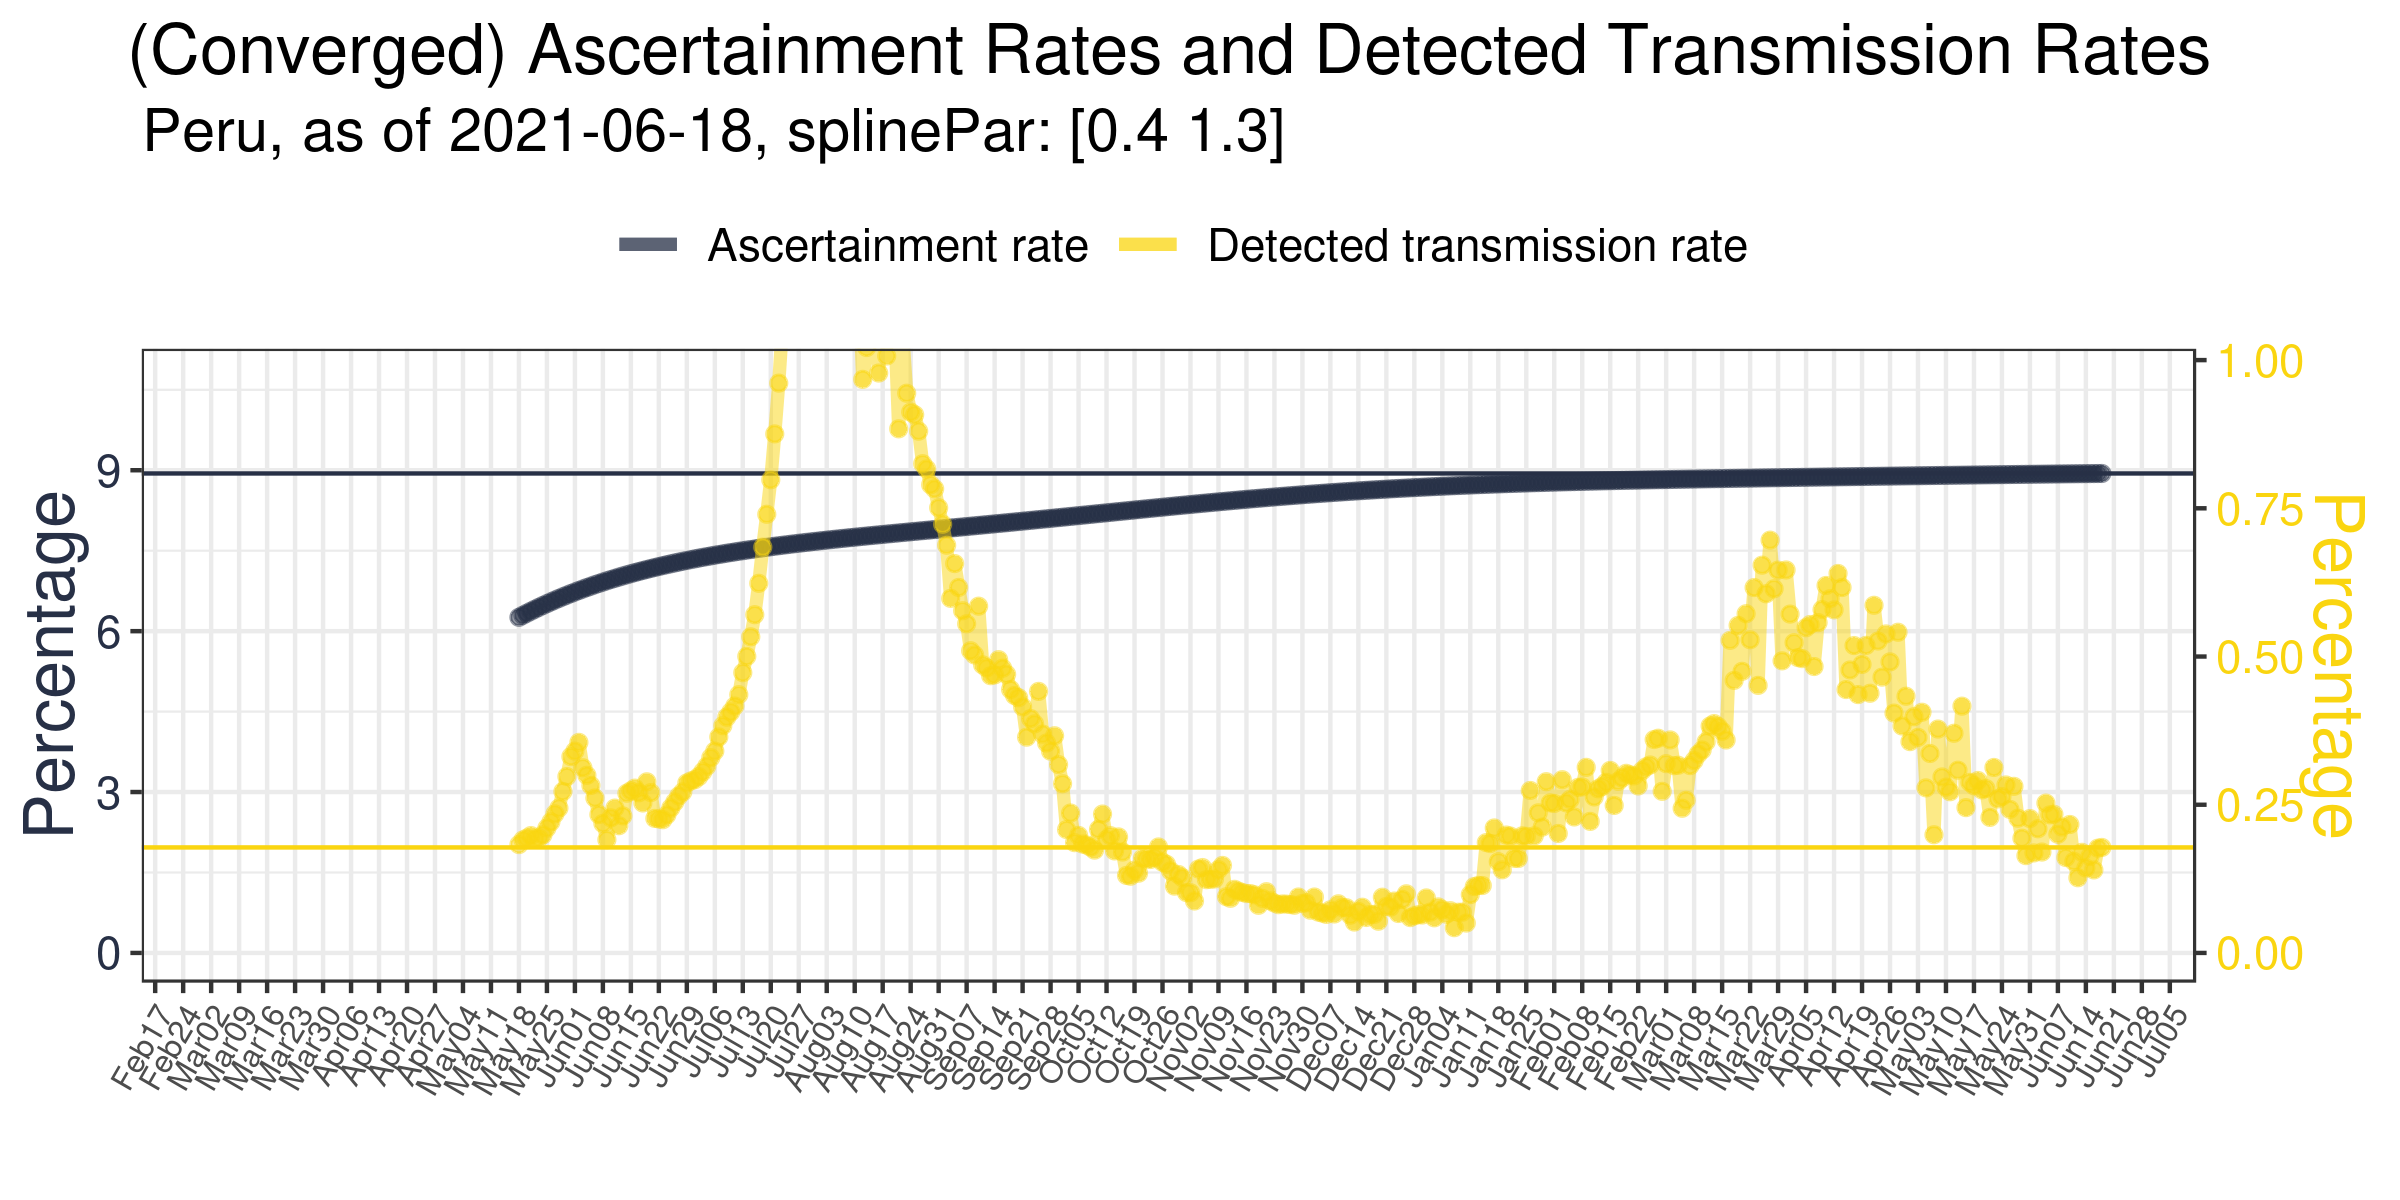 (Converged) Ascertainment Rates and Detected Transmission Rates
Peru, as of 2021-06-18, splinePar: [0.4 1.3]
Ascertainment rate
Detected transmission rate
Percentage
9
6
3
0
1.00
0.75
0.50
0.25
0.00
Percentage
Feb17
Feb24
Mar02
Mar09
Mar16
Mar23
Mar30
Apr06
Apr13
Apr20
Apr27
May04
May11
May18
May25
Jun01
Jun08
Jun15
Jun22
Jun29
Jul06
Jul13
Jul20
Jul27
Aug03
Aug10
Aug17
Aug24
Aug31
Sep07
Sep14
Sep21
Sep28
Oct05
Oct12
Oct19
Oct26
Nov02
Nov09
Nov16
Nov23
Nov30
Dec07
Dec14
Dec21
Dec28
Jan04
Jan11
Jan18
Jan25
Feb01
Feb08
Feb15
Feb22
Mar01
Mar08
Mar15
Mar22
Mar29
Apr05
Apr12
Apr19
Apr26
May03
May10
May17
May24
May31
Jun07
Jun14
Jun21
Jun28
Jul05